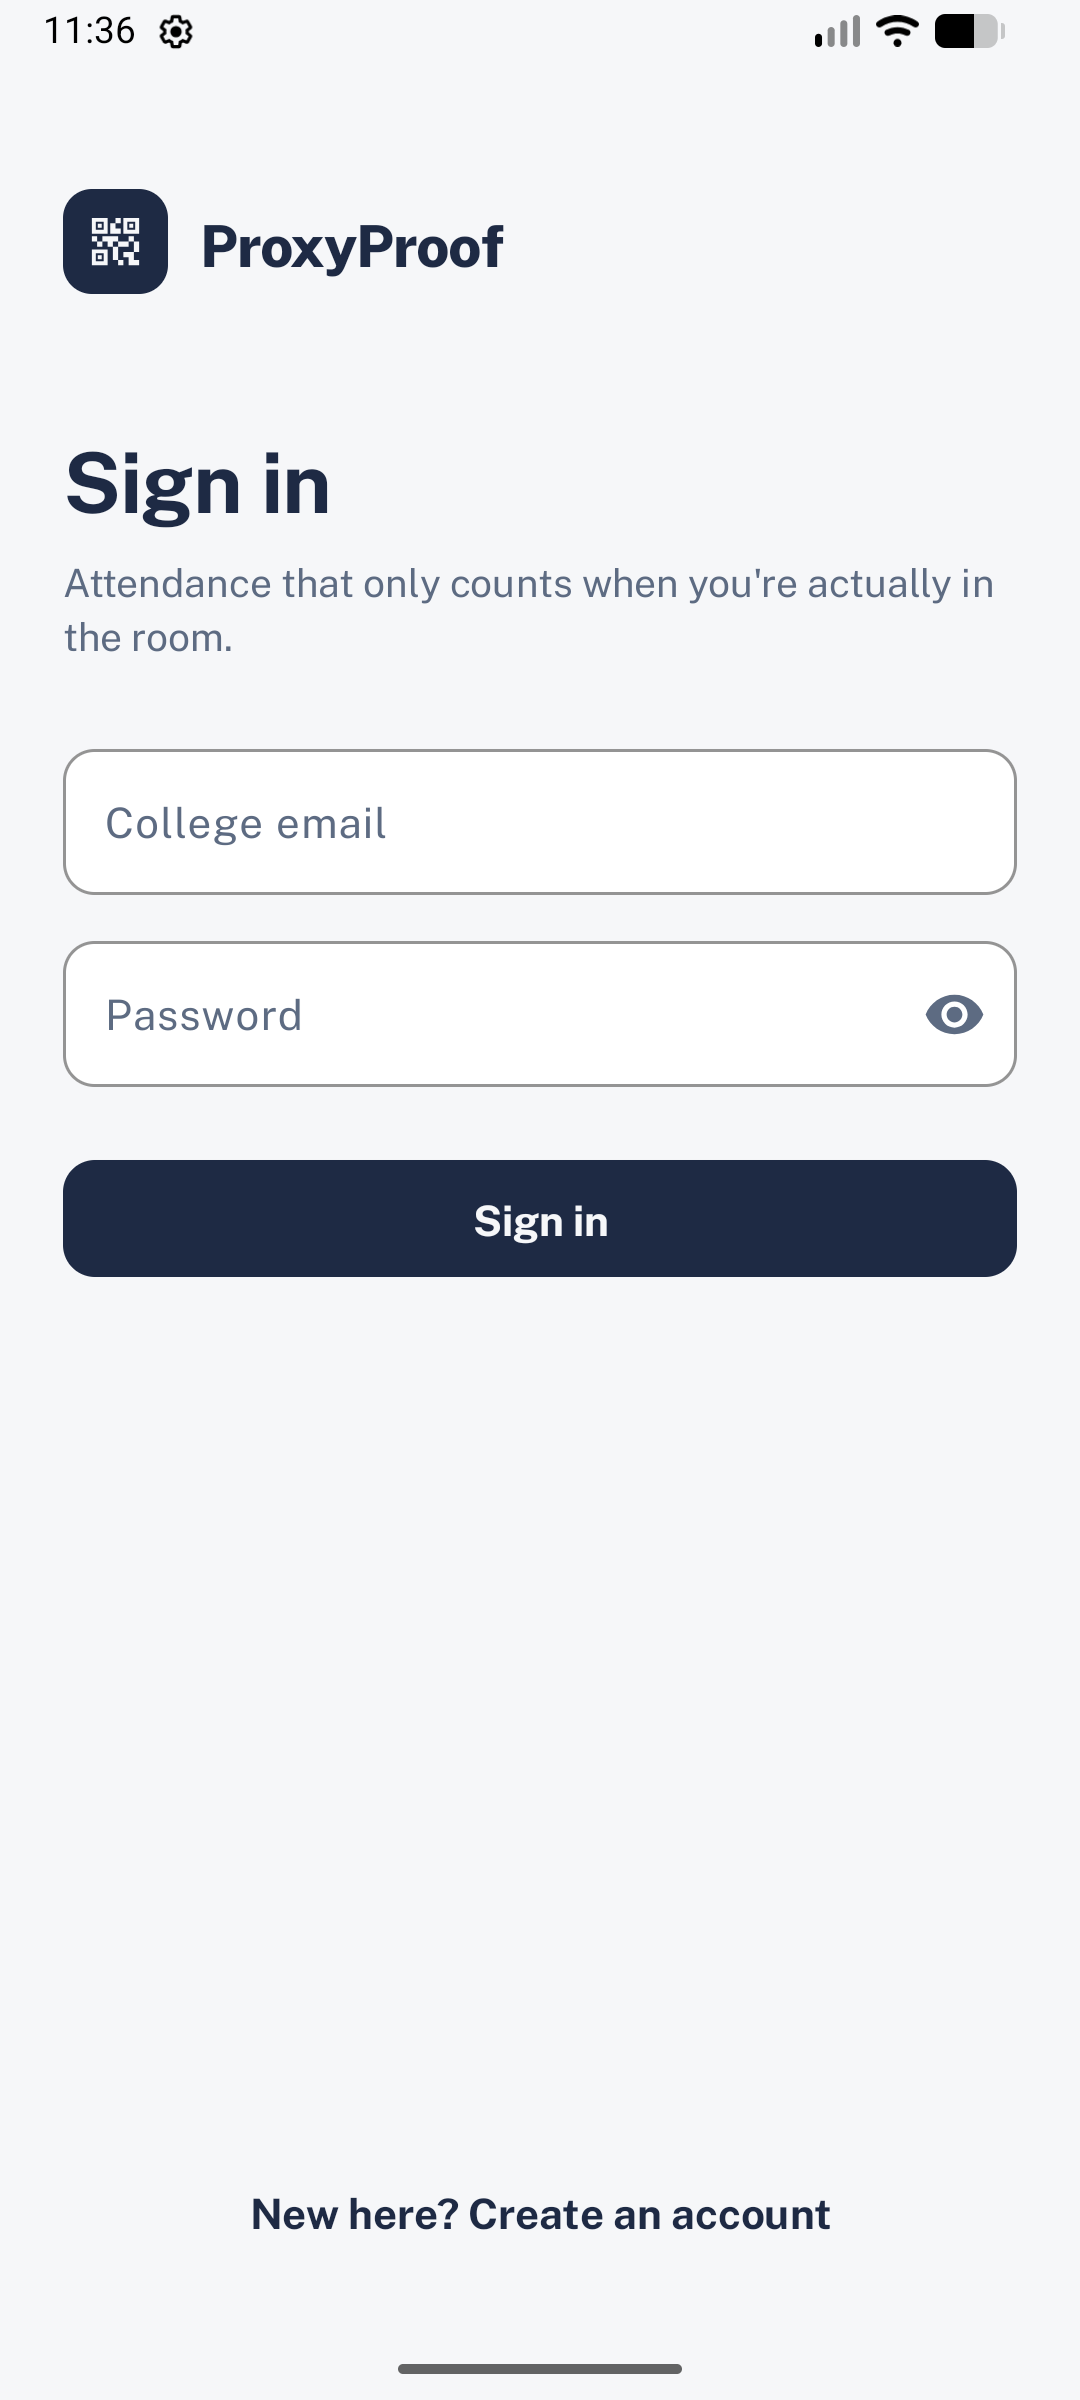 11:36
ProxyProof
Sign in
Attendance that only counts when you're actually in
the room.
College email
Password
Sign in
New here? Create an account